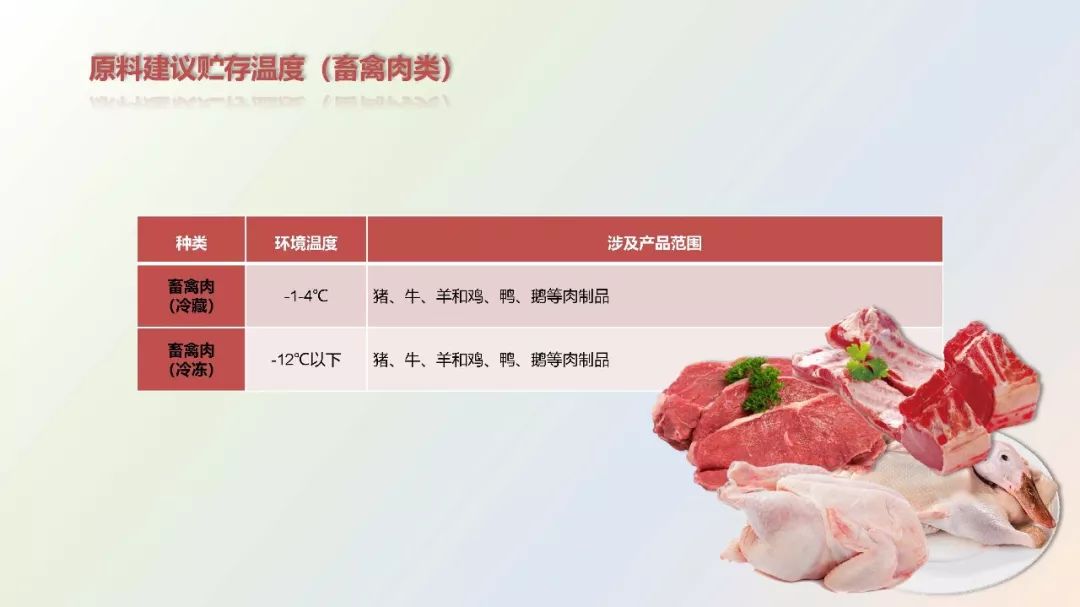 原料建议贮存温度（畜禽肉类）
种类 环境温度 涉及产品范围
畜禽肉
（冷藏） -1-4℃ 猪、牛、羊和鸡、鸭、鹅等肉制品
畜禽肉
（冷冻） -12℃以下 猪、牛、羊和鸡、鸭、鹅等肉制品